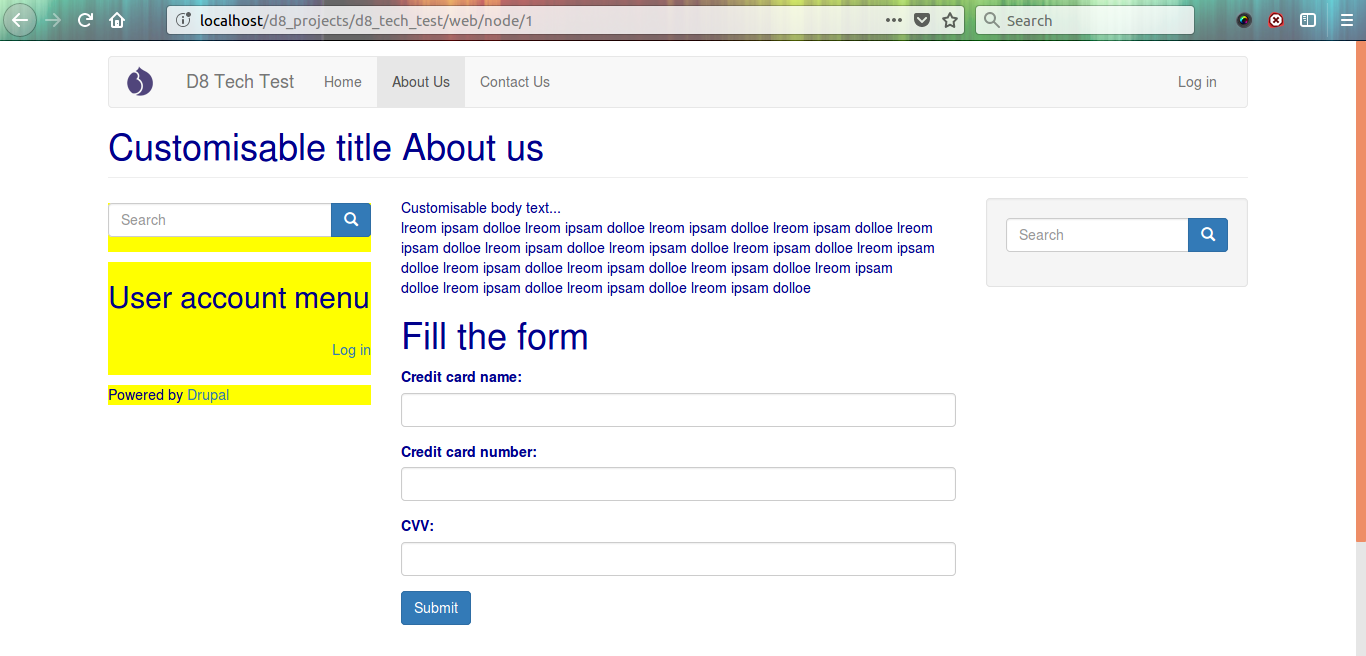 localhost/d8_projects/d8_tech_test/web/node/1
Search
D8 Tech Test
Home
About Us
Contact Us
Log in
Customisable title About us
Search
User account menu
Log in
Powered by Drupal
Customisable body text...
lreom ipsam dolloe lreom ipsam dolloe lreom ipsam dolloe lreom ipsam dolloe lreom
ipsam dolloe lreom ipsam dolloe lreom ipsam dolloe lreom ipsam dolloe lreom ipsam
dolloe lreom ipsam dolloe lreom ipsam dolloe lreom ipsam dolloe lreom ipsam
dolloe lreom ipsam dolloe lreom ipsam dolloe lreom ipsam dolloe
Fill the form
Credit card name:
Credit card number:
CVV:
Submit
Search